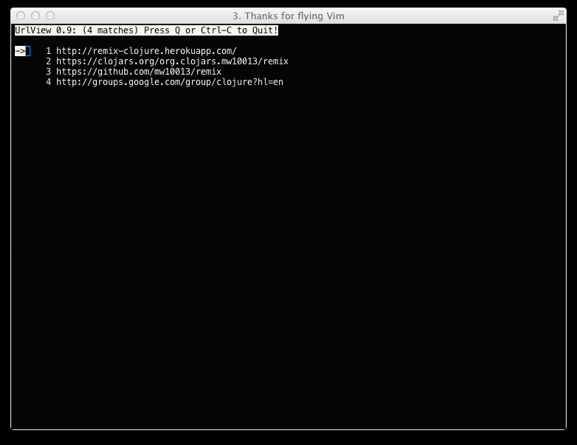 3. Thanks for flying Vim
UrlView 0.9: (4 matches) Press Q or Ctrl-C to Quit!
-> 1 http://remix-clojure.herokuapp.com/
2 https://clojars.org/org.clojars.mw10013/remix
3 https://github.com/mw10013/remix
4 http://groups.google.com/group/clojure?hl=en